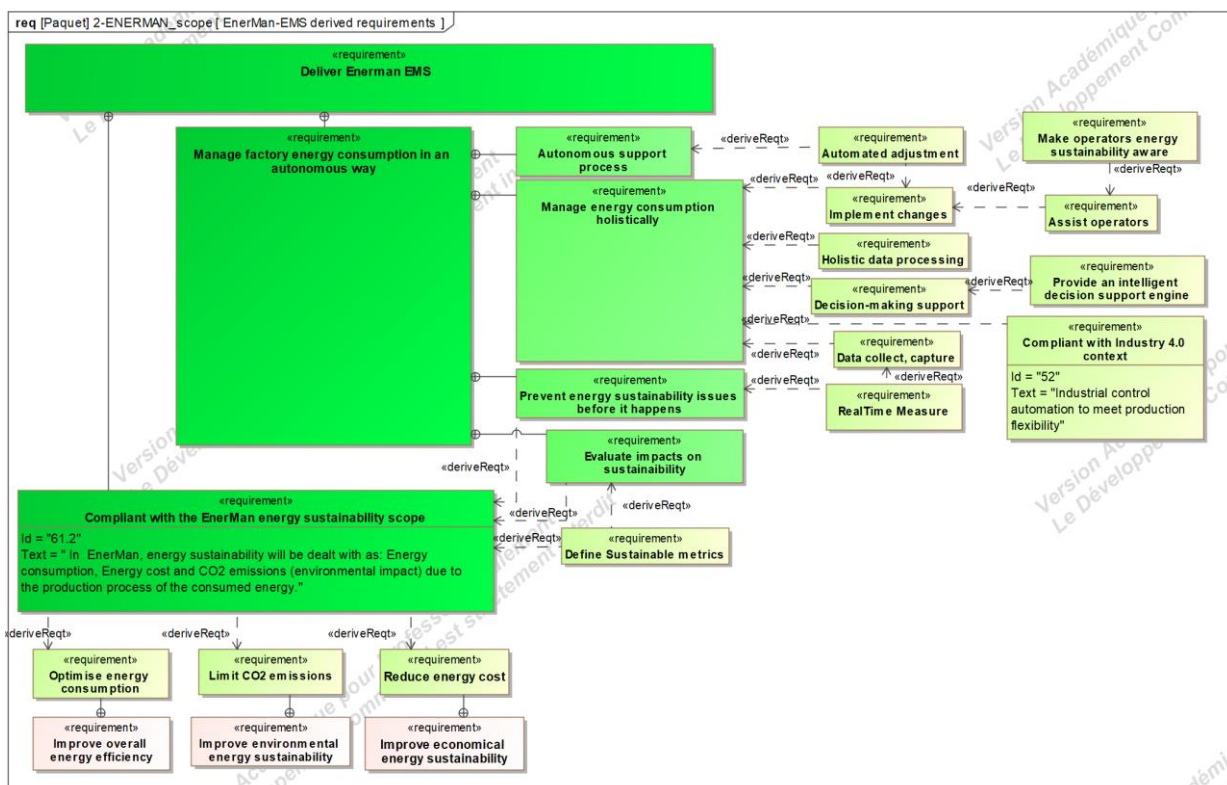 req [Paquet] 2-ENERMAN_scope [ EnerMan-EMS derived requirements ]
«requirement»
Deliver Enerman EMS
«requirement»
Manage factory energy consumption in an
autonomous way
«requirement»
Autonomous support
process
«deriveReqt»
«requirement»
Automated adjustment
«requirement»
Make operators energy
sustainability aware
«requirement»
Manage energy consumption
holistically
«deriveReqt»
«deriveReqt»
«requirement»
Implement changes
«deriveReqt»
«deriveReqt»
«requirement»
Assist operators
«deriveReqt»
«requirement»
Holistic data processing
«deriveReqt»
«requirement»
Decision-making support
«deriveReqt»
«requirement»
Provide an intelligent
decision support engine
«deriveReqt»
«requirement»
Compliant with Industry 4.0
context
Id = "52"
Text = "Industrial control
automation to meet production
flexibility"
«requirement»
Data collect, capture
«deriveReqt»
«deriveReqt»
«requirement»
Prevent energy sustainability issues
before it happens
«deriveReqt»
«requirement»
RealTime Measure
«requirement»
Evaluate impacts on
sustainaibility
«deriveReqt»
«deriveReqt»
«requirement»
Compliant with the EnerMan energy sustainability scope
Id = "61.2"
Text = " In EnerMan, energy sustainability will be dealt with as: Energy
consumption, Energy cost and CO2 emissions (environmental impact) due to
the production process of the consumed energy."
«deriveReqt»
«requirement»
Define Sustainable metrics
«deriveReqt»
«deriveReqt»
«deriveReqt»
«requirement»
Optimise energy
consumption
«requirement»
Limit CO2 emissions
«requirement»
Reduce energy cost
«requirement»
Improve overall
energy efficiency
«requirement»
Improve environmental
energy sustainability
«requirement»
Improve economical
energy sustainability